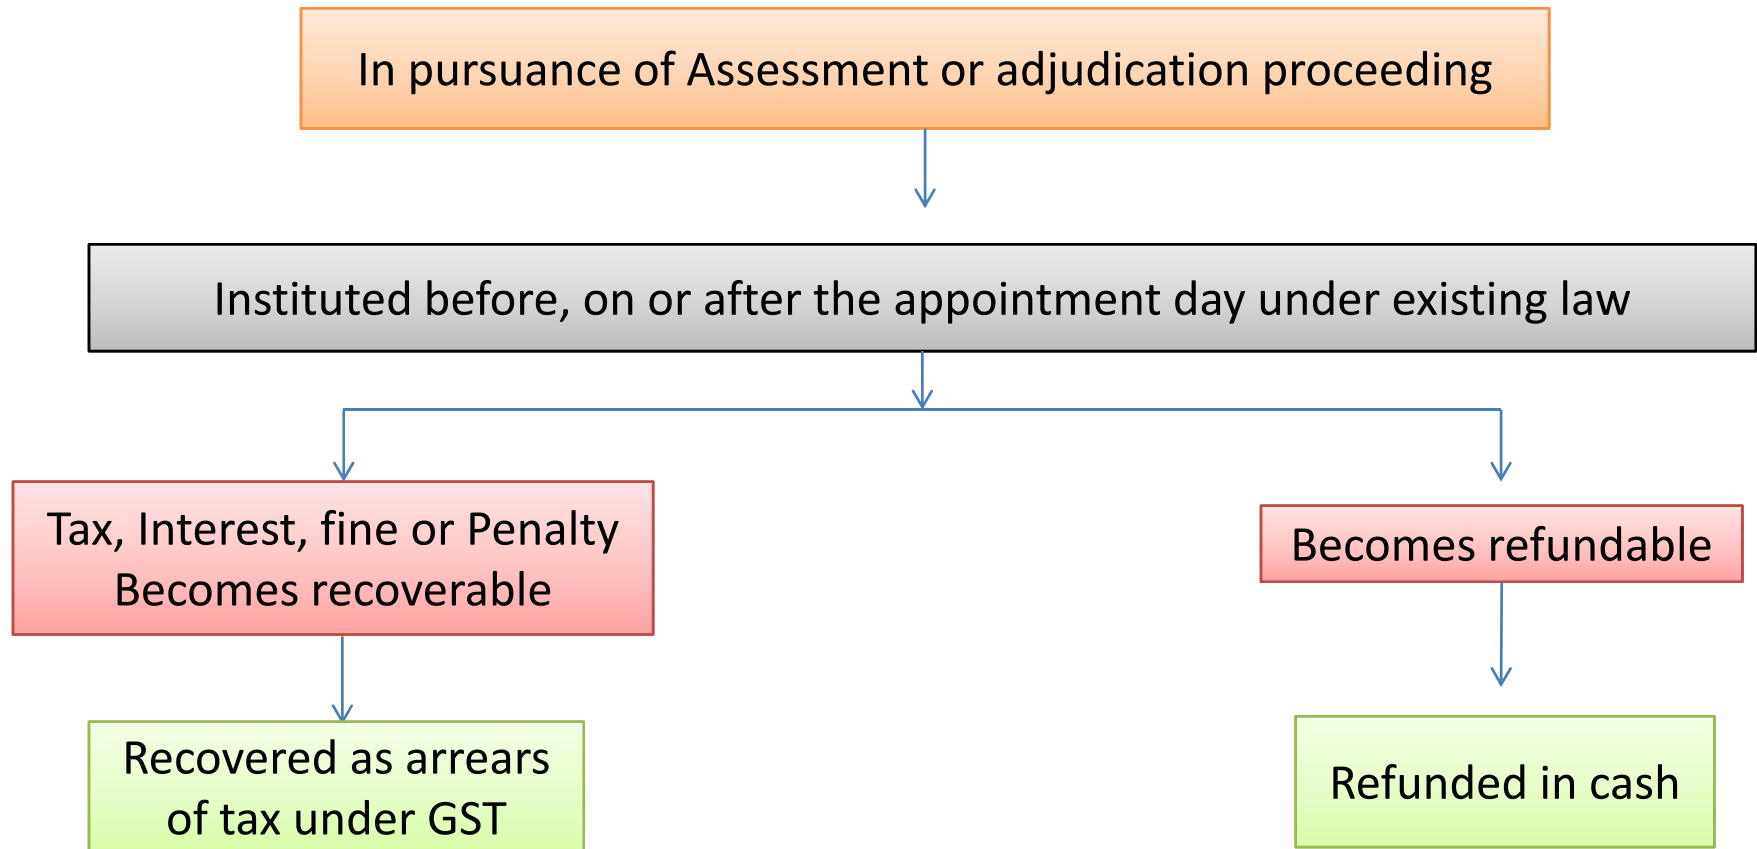 In pursuance of Assessment or adjudication proceeding
Instituted before, on or after the appointment day under existing law
Tax, Interest, fine or Penalty
Becomes recoverable
Becomes refundable
Recovered as arrears
of tax under GST
Refunded in cash